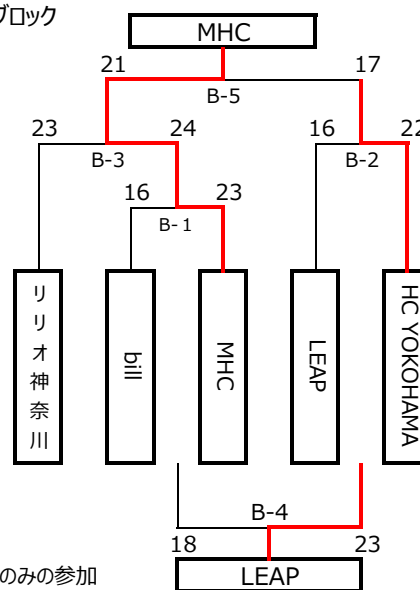 ブロック
MHC
21 17
B-5
23 24 16 22
B-3 B-2
16 23
B-1
リリオ神奈川
bill
MHC
LEAP
HC YOKOHAMA
B-4
18 23
のみの参加
LEAP